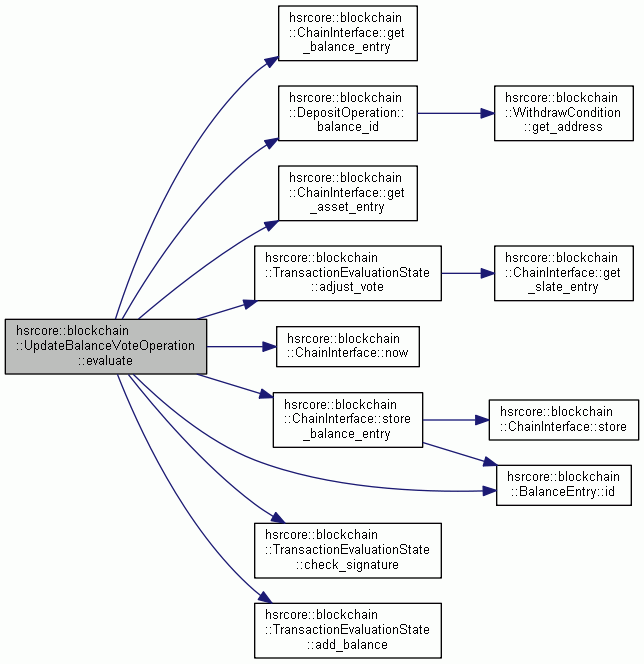 hsrcore::blockchain
::ChainInterface::get
_balance_entry
hsrcore::blockchain
::DepositOperation::
balance_id
hsrcore::blockchain
::WithdrawCondition
::get_address
hsrcore::blockchain
::ChainInterface::get
_asset_entry
hsrcore::blockchain
::TransactionEvaluationState
::adjust_vote
hsrcore::blockchain
::ChainInterface::get
_slate_entry
hsrcore::blockchain
::UpdateBalanceVoteOperation
::evaluate
hsrcore::blockchain
::ChainInterface::now
hsrcore::blockchain
::ChainInterface::store
_balance_entry
hsrcore::blockchain
::ChainInterface::store
hsrcore::blockchain
::BalanceEntry::id
hsrcore::blockchain
::TransactionEvaluationState
::check_signature
hsrcore::blockchain
::TransactionEvaluationState
::add_balance